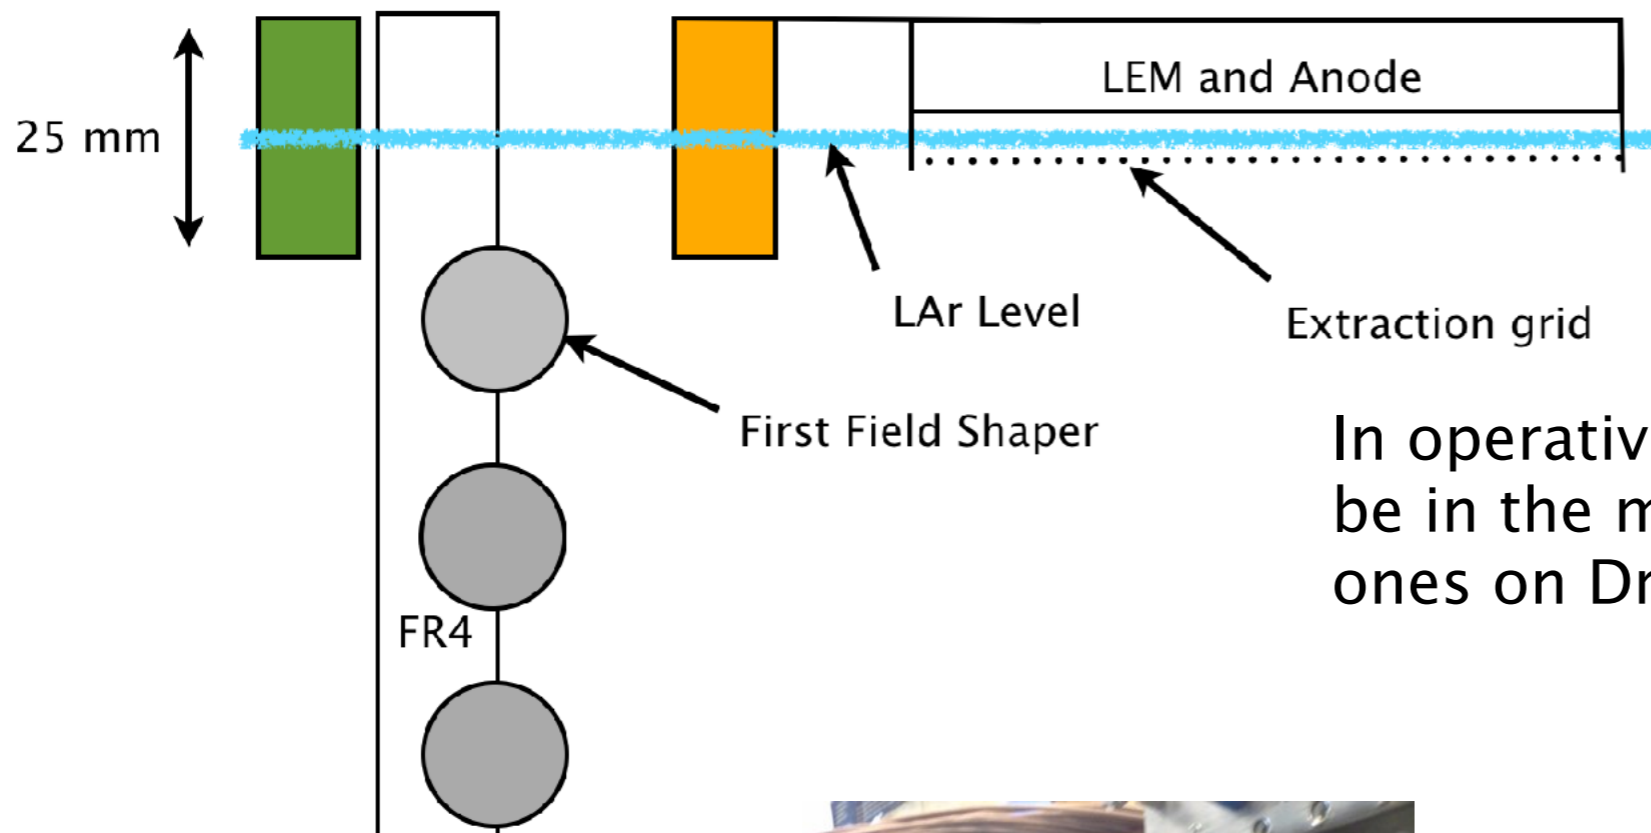 LEM and Anode
25 mm
LAr Level
Extraction grid
First Field Shaper
In operativ
be in the m
ones on Dr
FR4